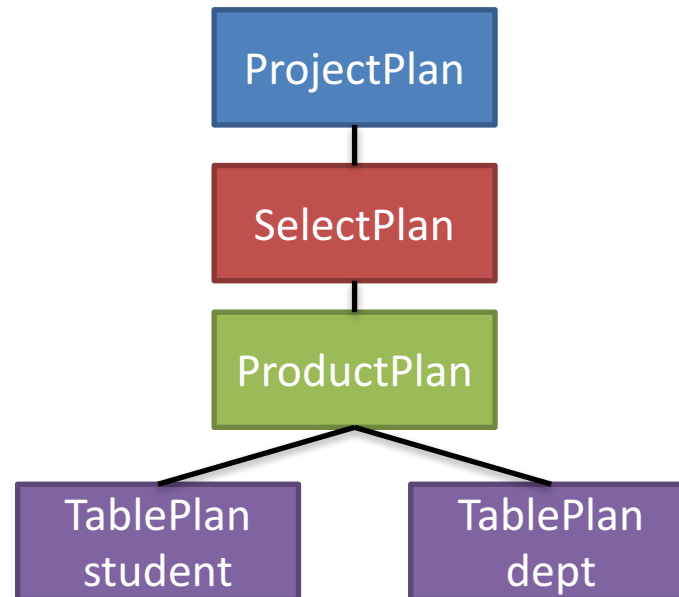 ProjectPlan
SelectPlan
ProductPlan
TablePlan
student
TablePlan
dept